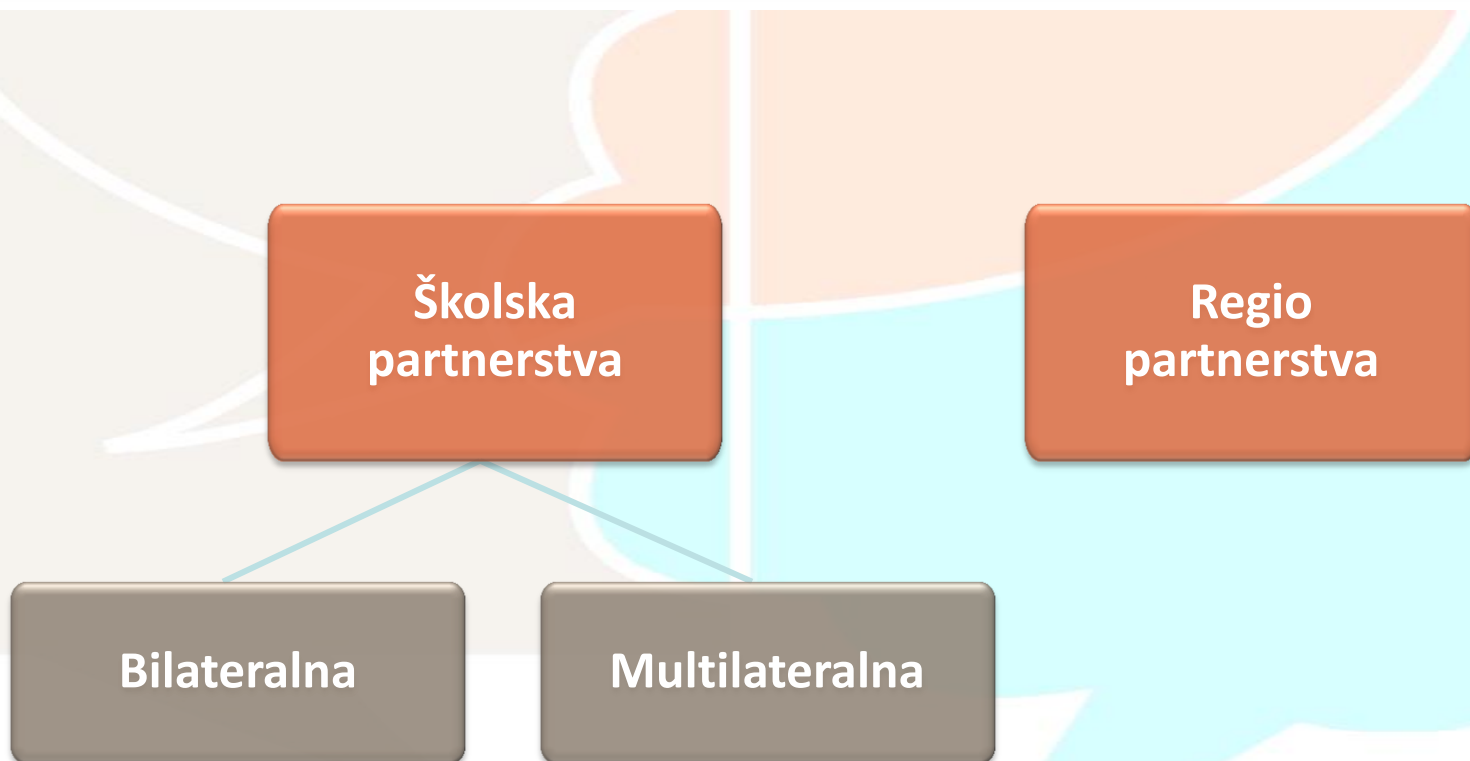 Školska
partnerstva
Regio
partnerstva
Bilateralna
Multilateralna